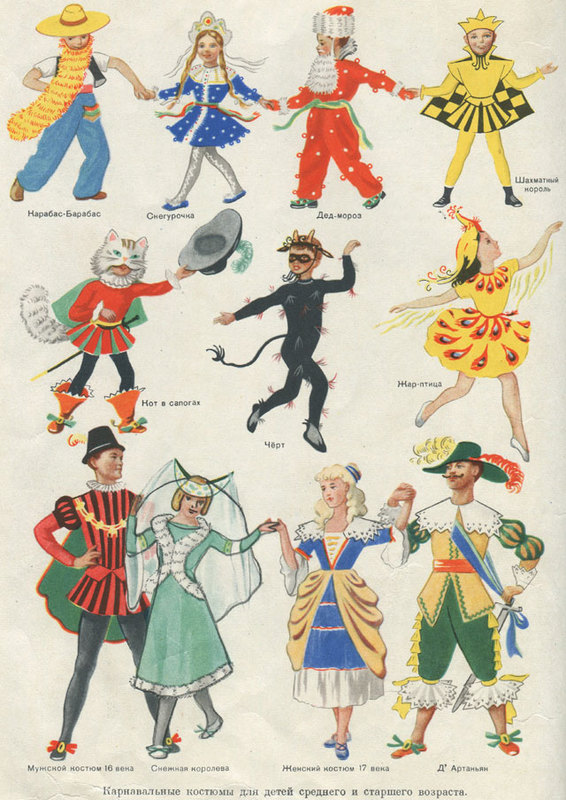 Карабас-Барабас
Снегурочка
Дед-мороз
Шахматный
король
Кот в сапогах
Чёрт
Жар-птица
Мужской костюм 16 века
Снежная королева
Женский костюм 17 века
Д' Артаньян
Карнавальные костюмы для детей среднего и старшего возраста.